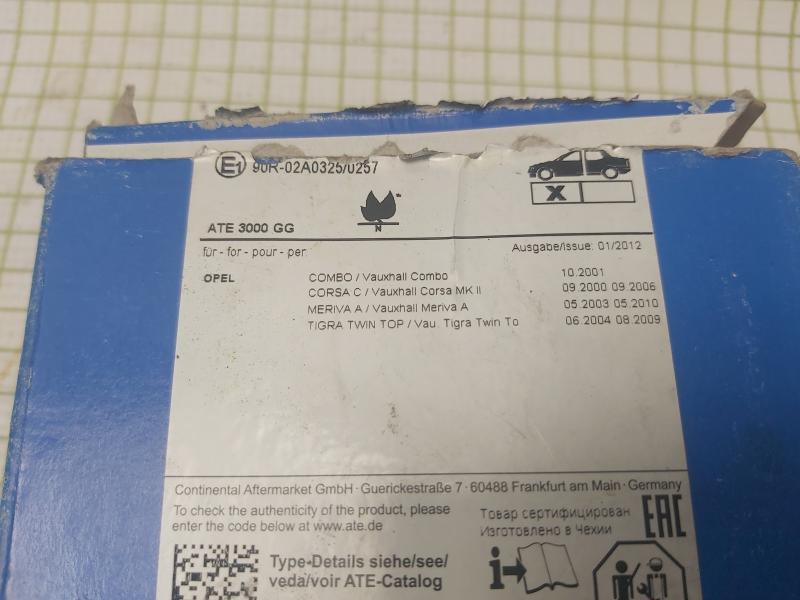 E1 90R-02A0325/0257
X
ATE 3000 GG
N
Ausgabe/Issue: 01/2012
für - for - pour - per
OPEL COMBO / Vauxhall Combo 10.2001
CORSA C / Vauxhall Corsa MK II 09.2000 09.2006
MERIVA A / Vauxhall Meriva A 05.2003 05.2010
TIGRA TWIN TOP / Vau. Tigra Twin To 06.2004 08.2009
Continental Aftermarket GmbH · Guerickestraße 7 · 60488 Frankfurt am Main · Germany
To check the authenticity of the product, please
enter the code below at www.ate.de
Товар сертифицирован
Изготовлено в Чехии
EAC
Type-Details siehe/see/
veda/voir ATE-Catalog
i